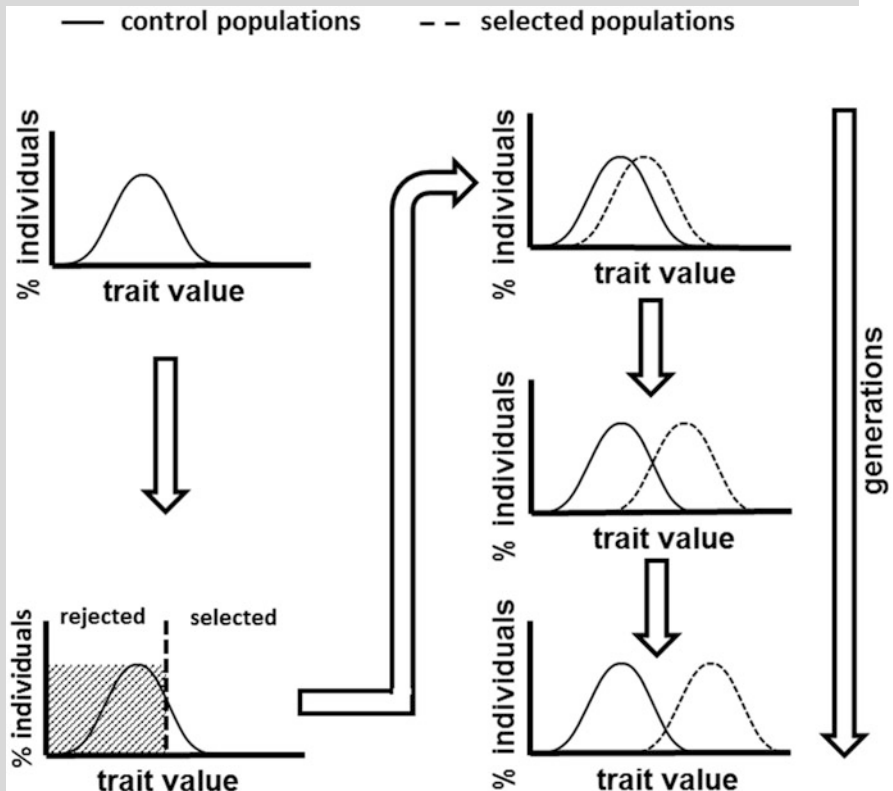 control populations
selected populations
% individuals
trait value
rejected
selected
% individuals
trait value
% individuals
trait value
% individuals
trait value
% individuals
trait value
generations